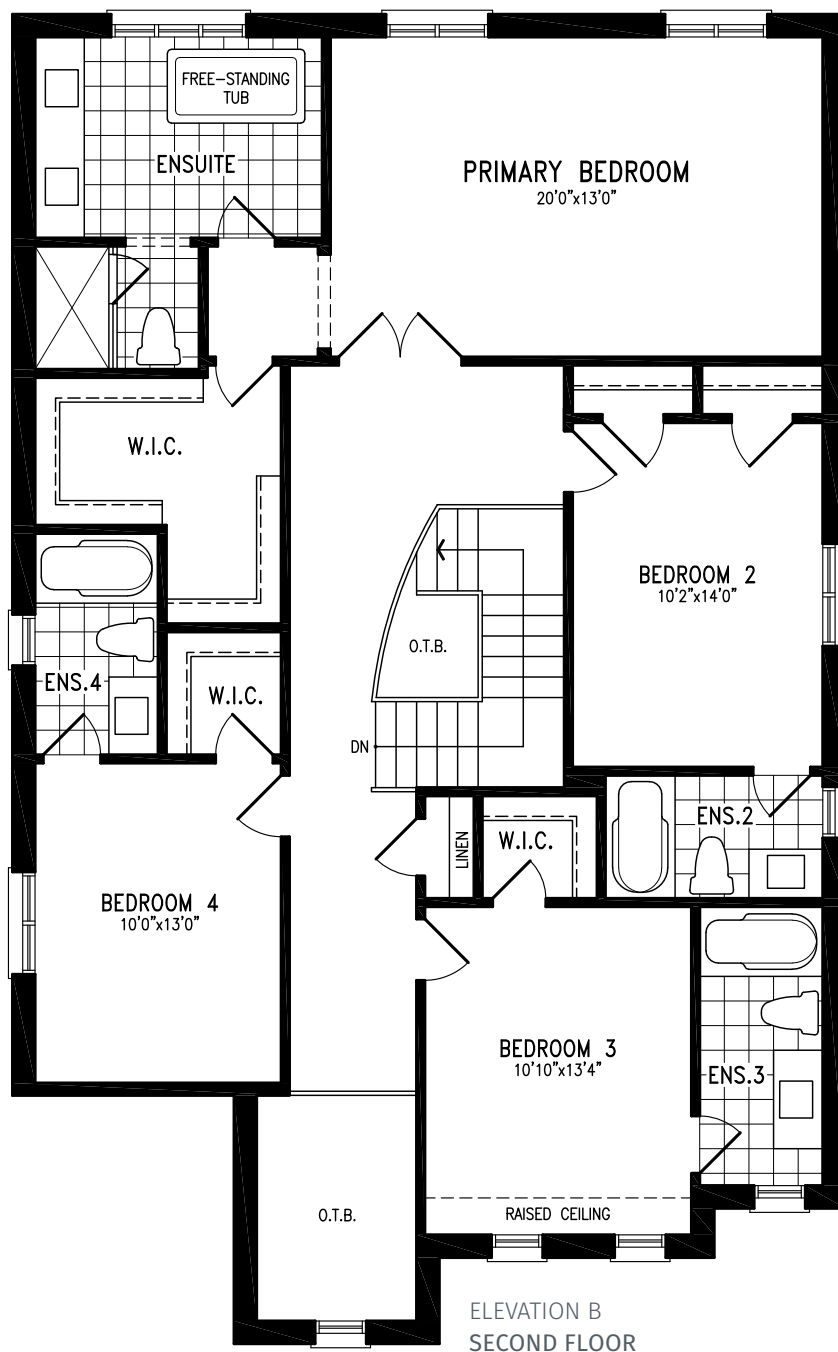 FREE-STANDING
TUB
ENSUITE
PRIMARY BEDROOM
20'0"x13'0"
W.I.C.
BEDROOM 2
10'2"x14'0"
O.T.B.
ENS.4
W.I.C.
DN
ENS.2
LINEN
W.I.C.
BEDROOM 4
10'0"x13'0"
BEDROOM 3
10'10"x13'4"
ENS.3
O.T.B.
RAISED CEILING
ELEVATION B
SECOND FLOOR